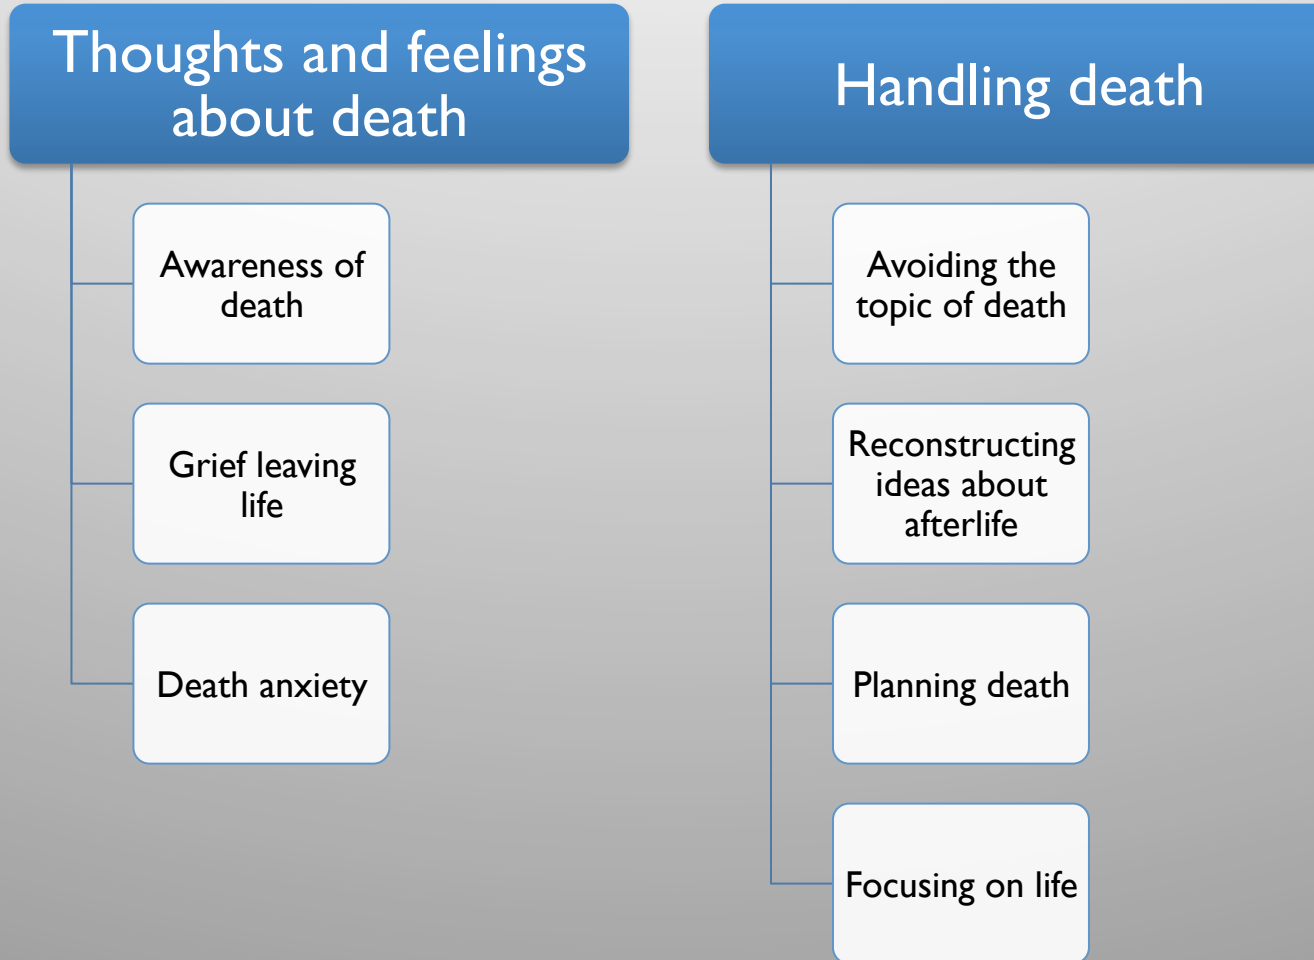 Thoughts and feelings
about death
Awareness of
death
Grief leaving
life
Death anxiety
Handling death
Avoiding the
topic of death
Reconstructing
ideas about
afterlife
Planning death
Focusing on life